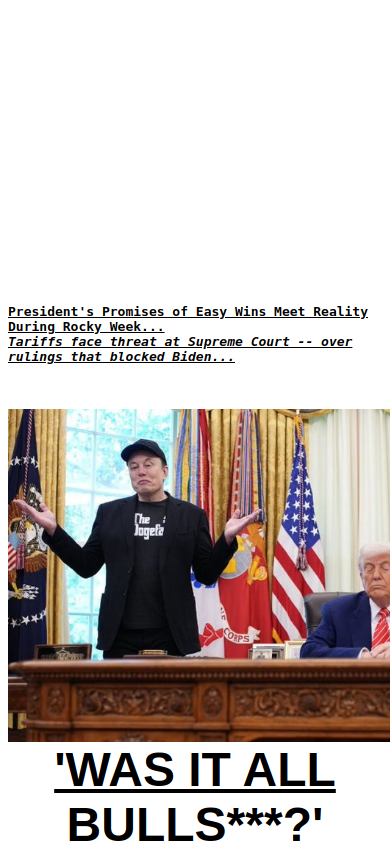 President's Promises of Easy Wins Meet Reality
During Rocky Week...
Tariffs face threat at Supreme Court -- over
rulings that blocked Biden...
The
CORPS
'WAS IT ALL
BULLS***?'